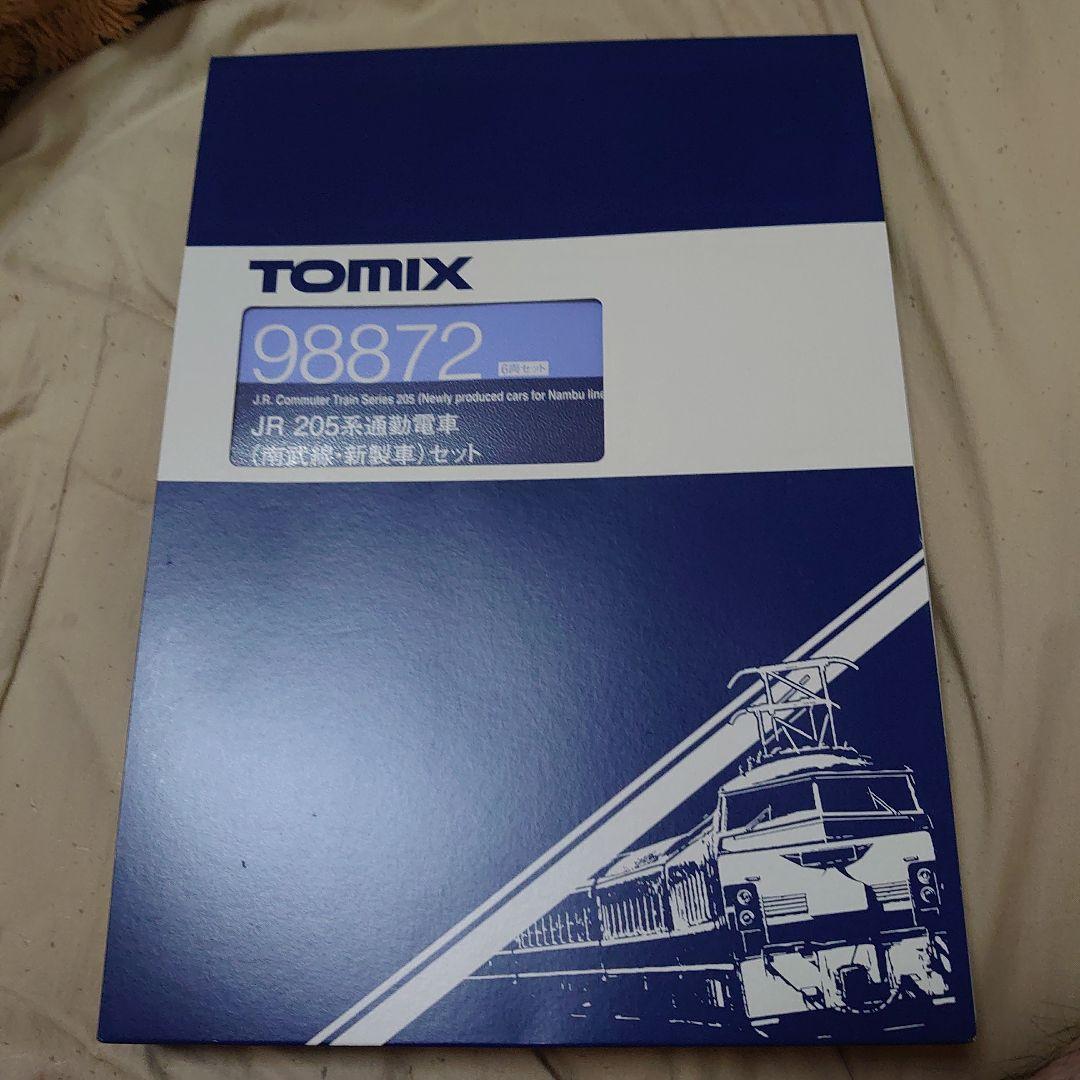 TOMIX
98872 6両セット
J.R. Commuter Train Series 205 (Newly produced cars for Nambu line
JR 205系通勤電車
(南武線・新製車)セット